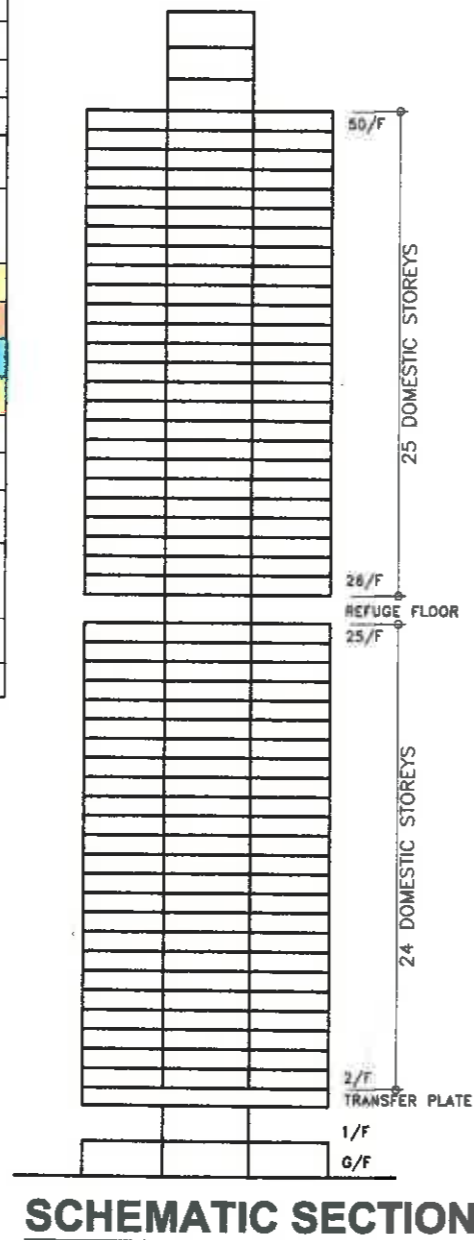 50/F
25 DOMESTIC STOREYS
26/F
REFUGE FLOOR
25/F
24 DOMESTIC STOREYS
2/F
TRANSFER PLATE
1/F
G/F
SCHEMATIC SECTION